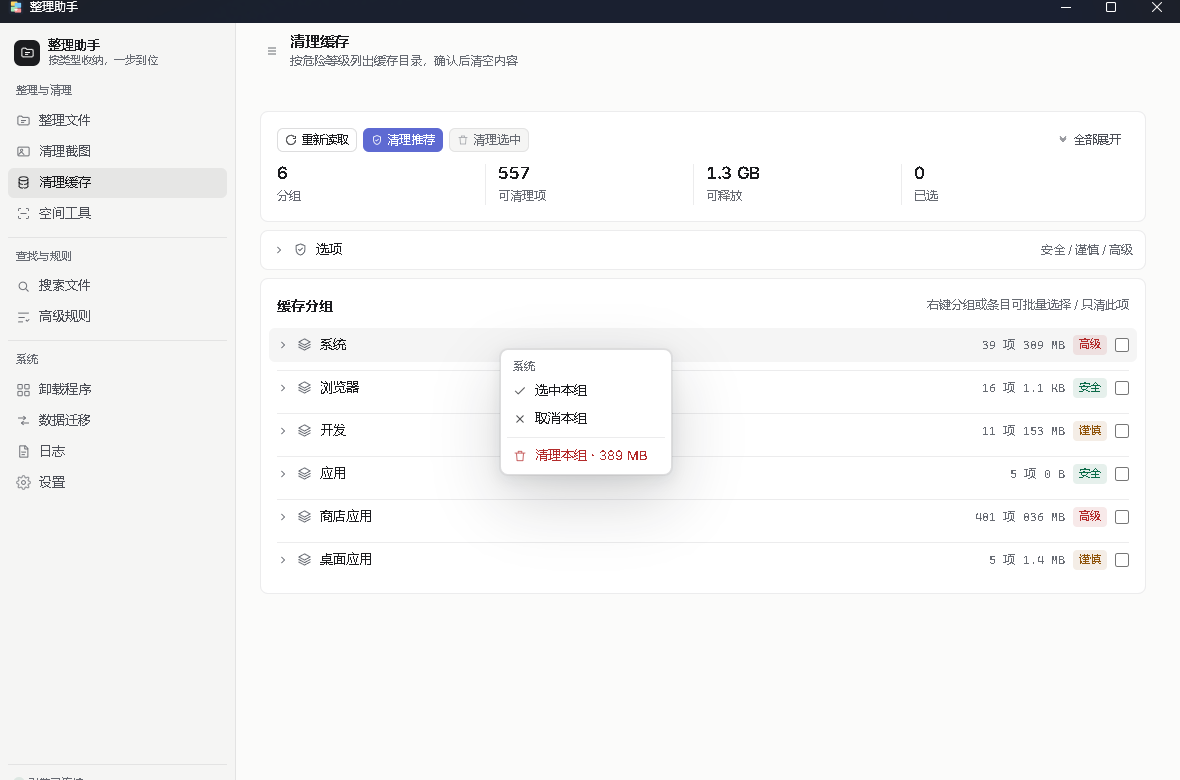 整理助手
整理助手
按类型收纳，一步到位
整理与清理
整理文件
清理截图
清理缓存
空间工具
查找与规则
搜索文件
高级规则
系统
卸载程序
数据迁移
日志
设置
清理缓存
按危险等级列出缓存目录，确认后清空内容
重新读取 清理推荐 清理选中 全部展开
6 557 1.3 GB 0
分组 可清理项 可释放 已选
选项 安全 / 谨慎 / 高级
缓存分组 右键分组或条目可批量选择 / 只清此项
系统 39 项 389 MB 高级
浏览器 16 项 1.1 KB 安全
开发 11 项 153 MB 谨慎
应用 5 项 0 B 安全
商店应用 481 项 836 MB 高级
桌面应用 5 项 1.4 MB 谨慎
系统
选中本组
取消本组
清理本组 · 389 MB